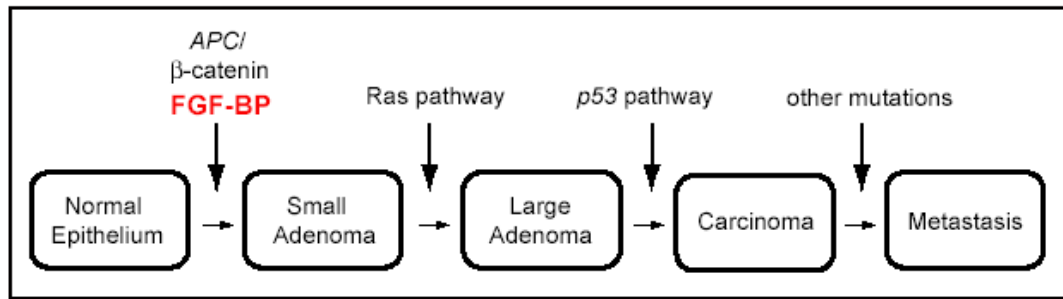 APC/
β-catenin
FGF-BP
Ras pathway
p53 pathway
other mutations
Normal
Epithelium
Small
Adenoma
Large
Adenoma
Carcinoma
Metastasis